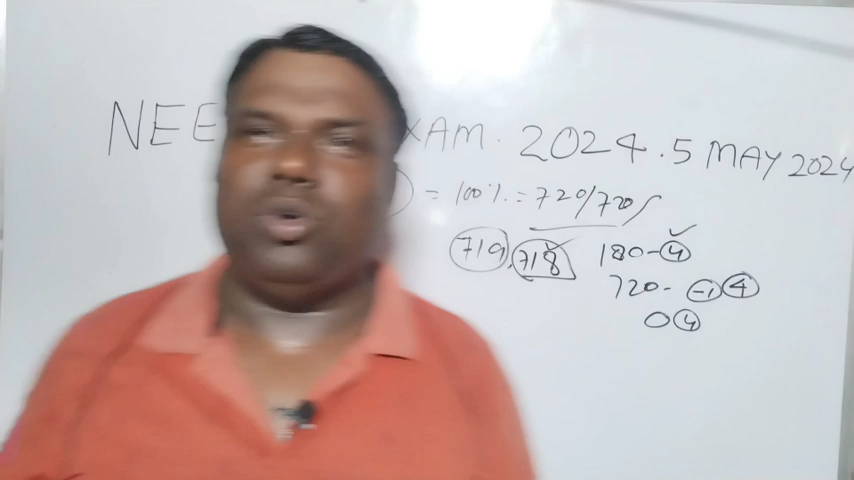 NEE XAM. 2024. 5 MAY 2024
) = 100%. = 720/720/
719, 718 180-4
720- -1 4
0 4